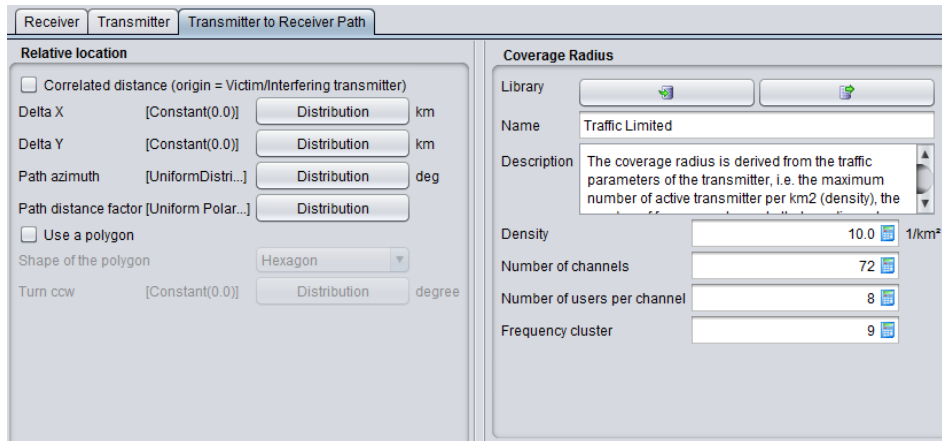 Receiver Transmitter Transmitter to Receiver Path
Relative location
Correlated distance (origin = Victim/Interfering transmitter)
Delta X [Constant(0.0)] Distribution km
Delta Y [Constant(0.0)] Distribution km
Path azimuth [UniformDistri...] Distribution deg
Path distance factor [Uniform Polar...] Distribution
Use a polygon
Shape of the polygon Hexagon
Turn ccw [Constant(0.0)] Distribution degree
Coverage Radius
Library
Name Traffic Limited
Description The coverage radius is derived from the traffic
parameters of the transmitter, i.e. the maximum
number of active transmitter per km2 (density), the
Density 10.0 1/km²
Number of channels 72
Number of users per channel 8
Frequency cluster 9